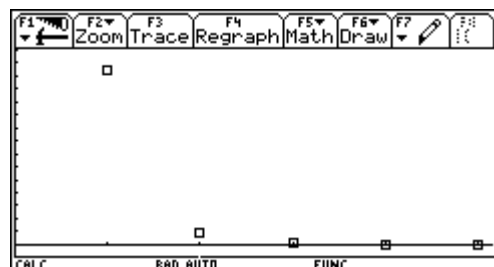 F1 F2 F3 F4 F5 F6 F7
Zoom Trace Regraph Math Draw
CALC RAD AUTO FUNC